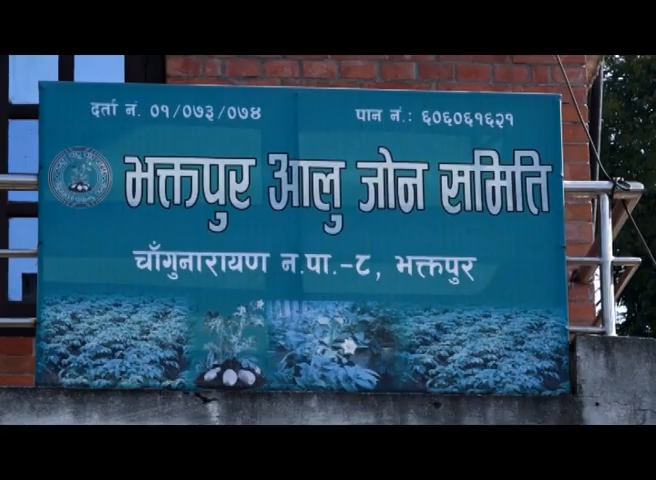 दर्ता नं. ०१/०७३/०७४ पान नं.: ६०६०६१६२१
भक्तपुर आलु जोन समिति
चाँगुनारायण न.पा.-८, भक्तपुर